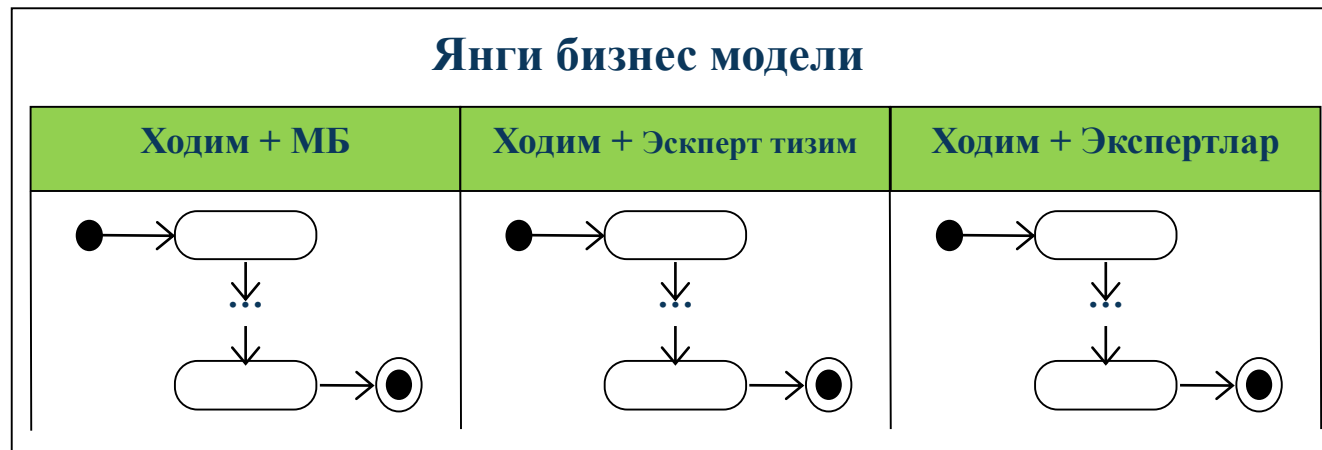 Янги бизнес модели
Ходим + МБ
Ходим + Эскперт тизим
Ходим + Экспертлар
...
...
...